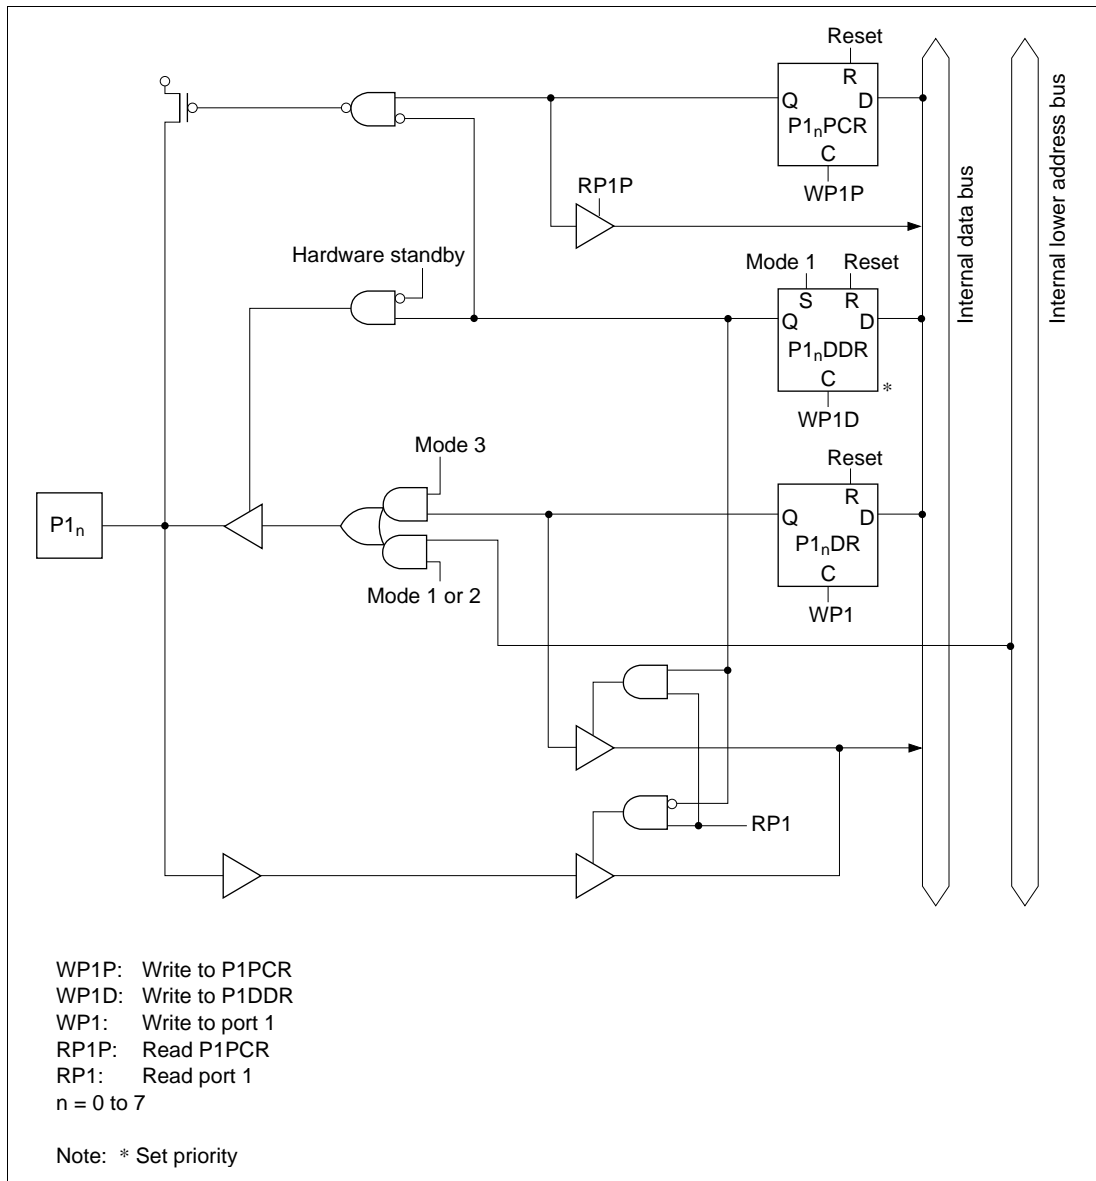 Reset
R
Q D
P1nPCR
C
WP1P
RP1P
Hardware standby
Mode 1 Reset
S R
Q D
P1nDDR
C
*
WP1D
Mode 3
Reset
R
Q D
P1nDR
C
WP1
P1n
Mode 1 or 2
RP1
Internal data bus
Internal lower address bus
WP1P: Write to P1PCR
WP1D: Write to P1DDR
WP1: Write to port 1
RP1P: Read P1PCR
RP1: Read port 1
n = 0 to 7
Note: * Set priority